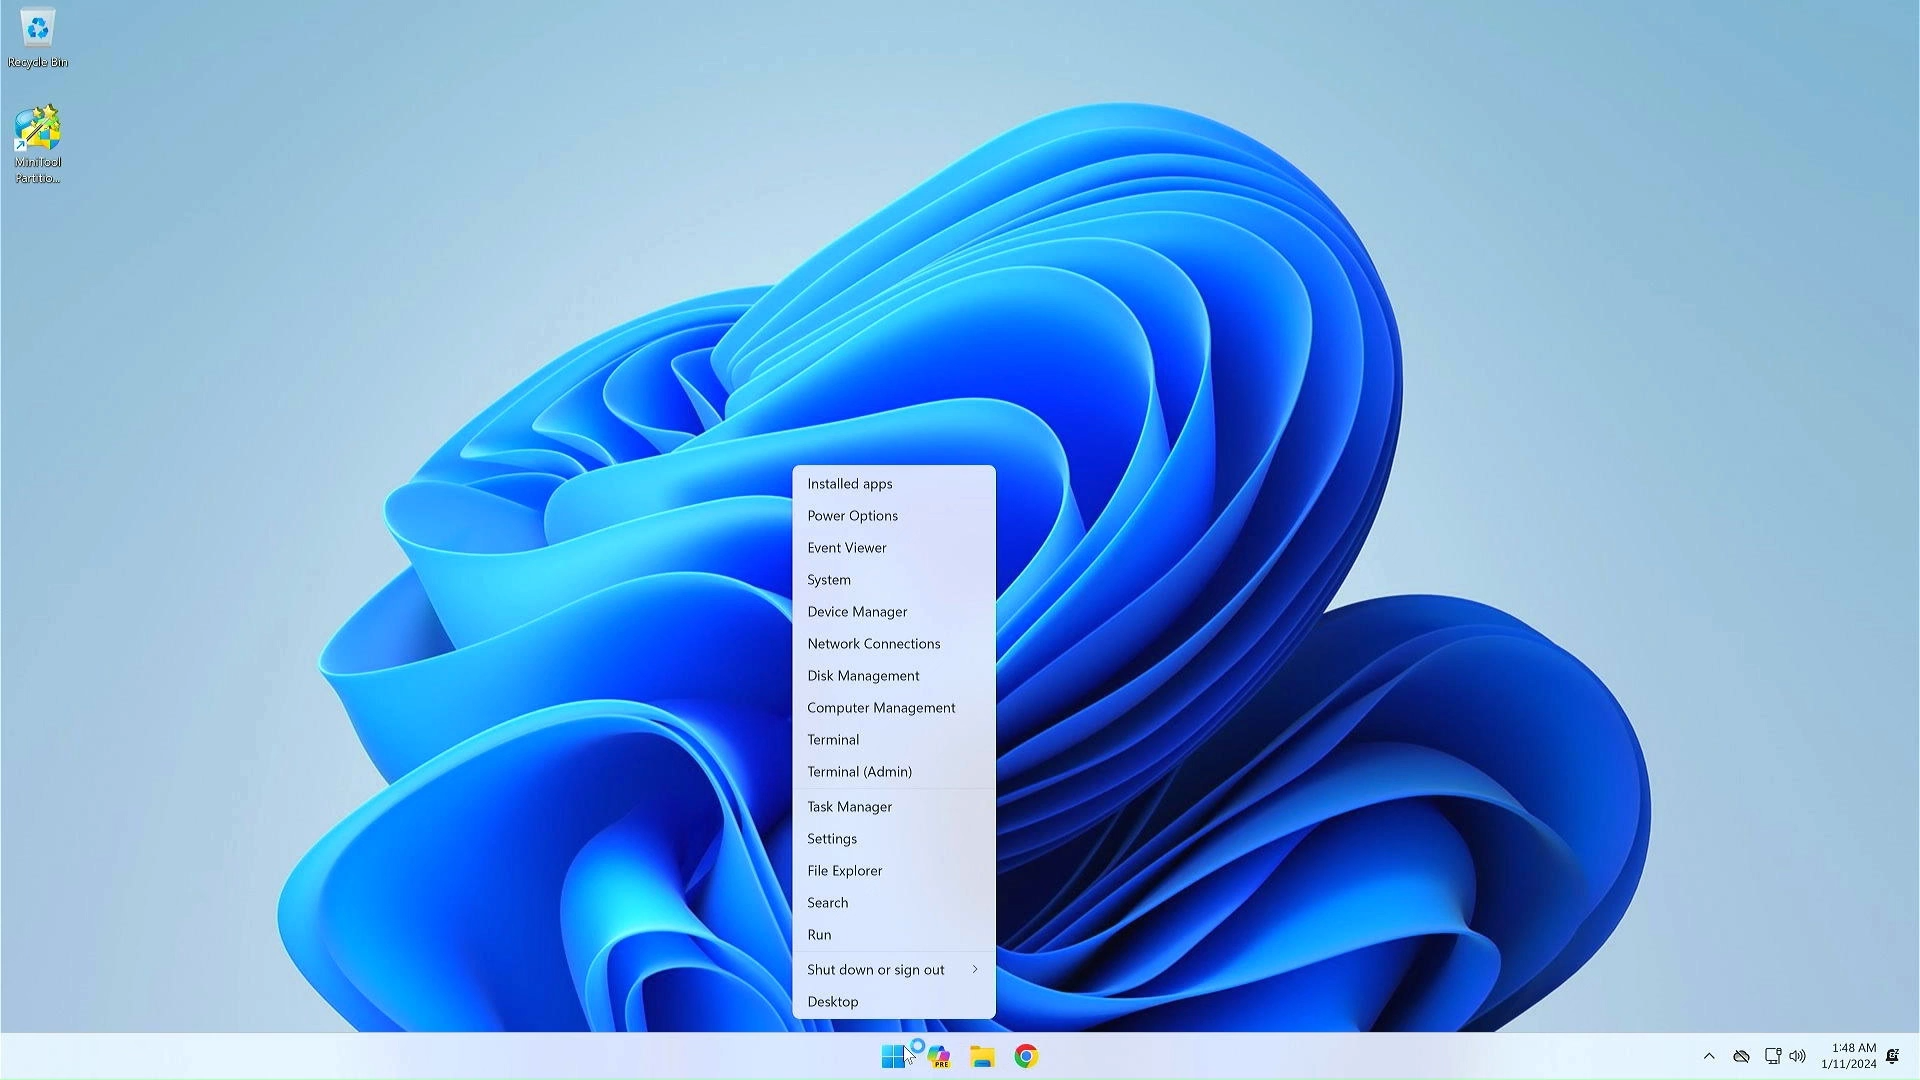 Recycle Bin
MiniTool
Partitio...
Installed apps
Power Options
Event Viewer
System
Device Manager
Network Connections
Disk Management
Computer Management
Terminal
Terminal (Admin)
Task Manager
Settings
File Explorer
Search
Run
Shut down or sign out
Desktop
PRE
1:48 AM
1/11/2024